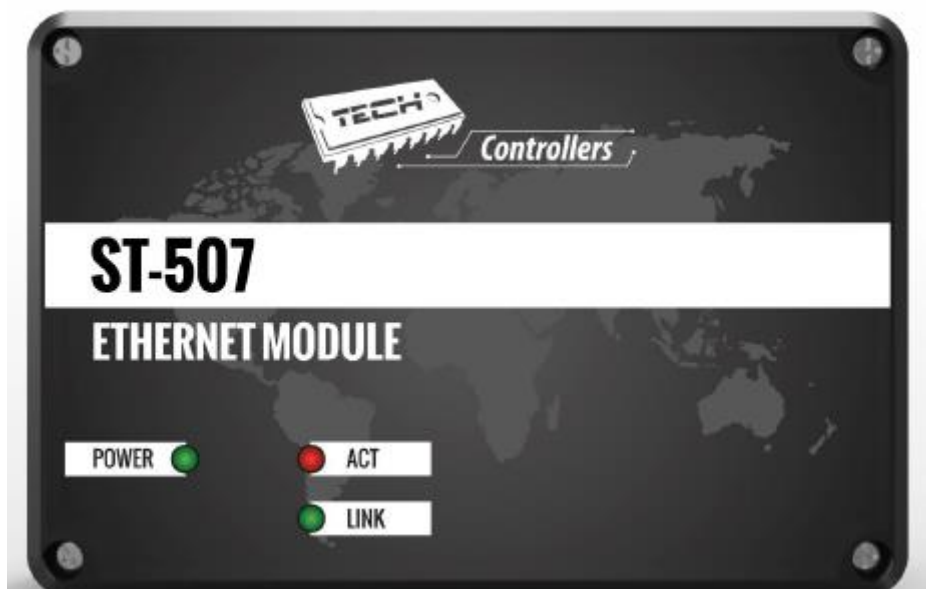 TECH
Controllers
ST-507
ETHERNET MODULE
POWER
ACT
LINK